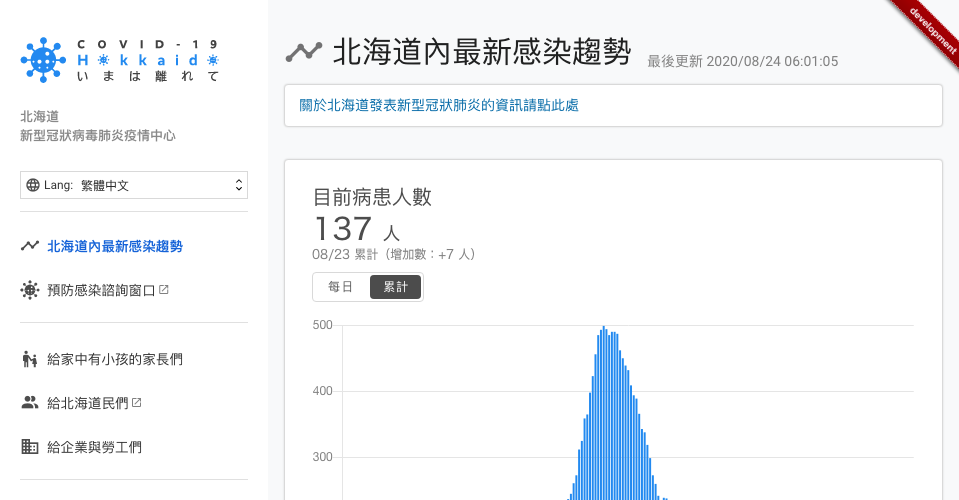 COVID-19
Hokkaido
いまは離れて
北海道
新型冠狀病毒肺炎疫情中心
Lang: 繁體中文
北海道內最新感染趨勢
預防感染諮詢窗口
給家中有小孩的家長們
給北海道民們
給企業與勞工們
development
北海道內最新感染趨勢 最後更新 2020/08/24 06:01:05
關於北海道發表新型冠狀肺炎的資訊請點此處
目前病患人數
137 人
08/23 累計（增加數：+7 人）
每日 累計
500
400
300